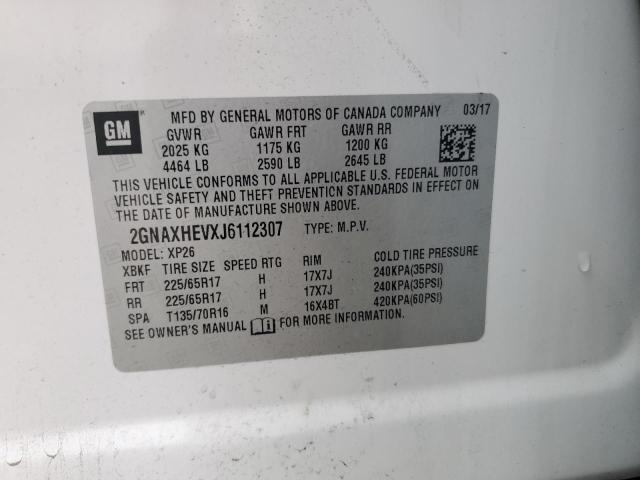 GM
MFD BY GENERAL MOTORS OF CANADA COMPANY 03/17
GVWR GAWR FRT GAWR RR
2025 KG 1175 KG 1200 KG
4464 LB 2590 LB 2645 LB
THIS VEHICLE CONFORMS TO ALL APPLICABLE U.S. FEDERAL MOTOR
VEHICLE SAFETY AND THEFT PREVENTION STANDARDS IN EFFECT ON
THE DATE OF MANUFACTURE SHOWN ABOVE.
2GNAXHEVXJ6112307 TYPE: M.P.V.
MODEL: XP26
XBKF TIRE SIZE SPEED RTG RIM COLD TIRE PRESSURE
FRT 225/65R17 H 17X7J 240KPA(35PSI)
RR 225/65R17 H 17X7J 240KPA(35PSI)
SPA T135/70R16 M 16X4BT 420KPA(60PSI)
SEE OWNER'S MANUAL FOR MORE INFORMATION.